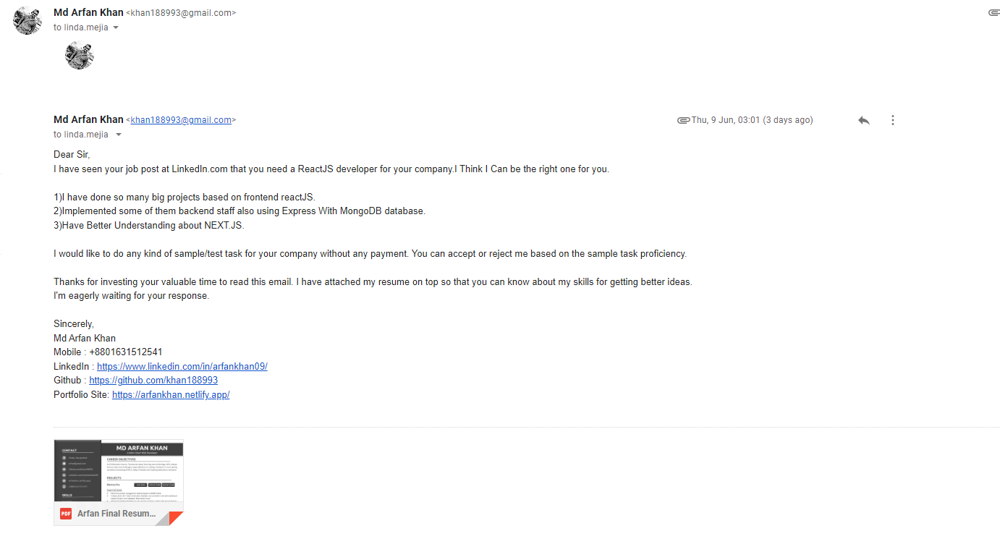 Md Arfan Khan <khan188993@gmail.com>
to linda.mejia
Md Arfan Khan <khan188993@gmail.com>
Thu, 9 Jun, 03:01 (3 days ago)
to linda.mejia
Dear Sir,
I have seen your job post at LinkedIn.com that you need a ReactJS developer for your company.I Think I Can be the right one for you.
1)I have done so many big projects based on frontend reactJS.
2)Implemented some of them backend staff also using Express With MongoDB database.
3)Have Better Understanding about NEXT.JS.
I would like to do any kind of sample/test task for your company without any payment. You can accept or reject me based on the sample task proficiency.
Thanks for investing your valuable time to read this email. I have attached my resume on top so that you can know about my skills for getting better ideas.
I'm eagerly waiting for your response.
Sincerely,
Md Arfan Khan
Mobile : +8801631512541
LinkedIn : https://www.linkedin.com/in/arfankhan09/
Github : https://github.com/khan188993
Portfolio Site: https://arfankhan.netlify.app/
CONTACT
SKILLS
MD ARFAN KHAN
CAREER OBJECTIVES
PROJECTS
PDF Arfan Final Resum...